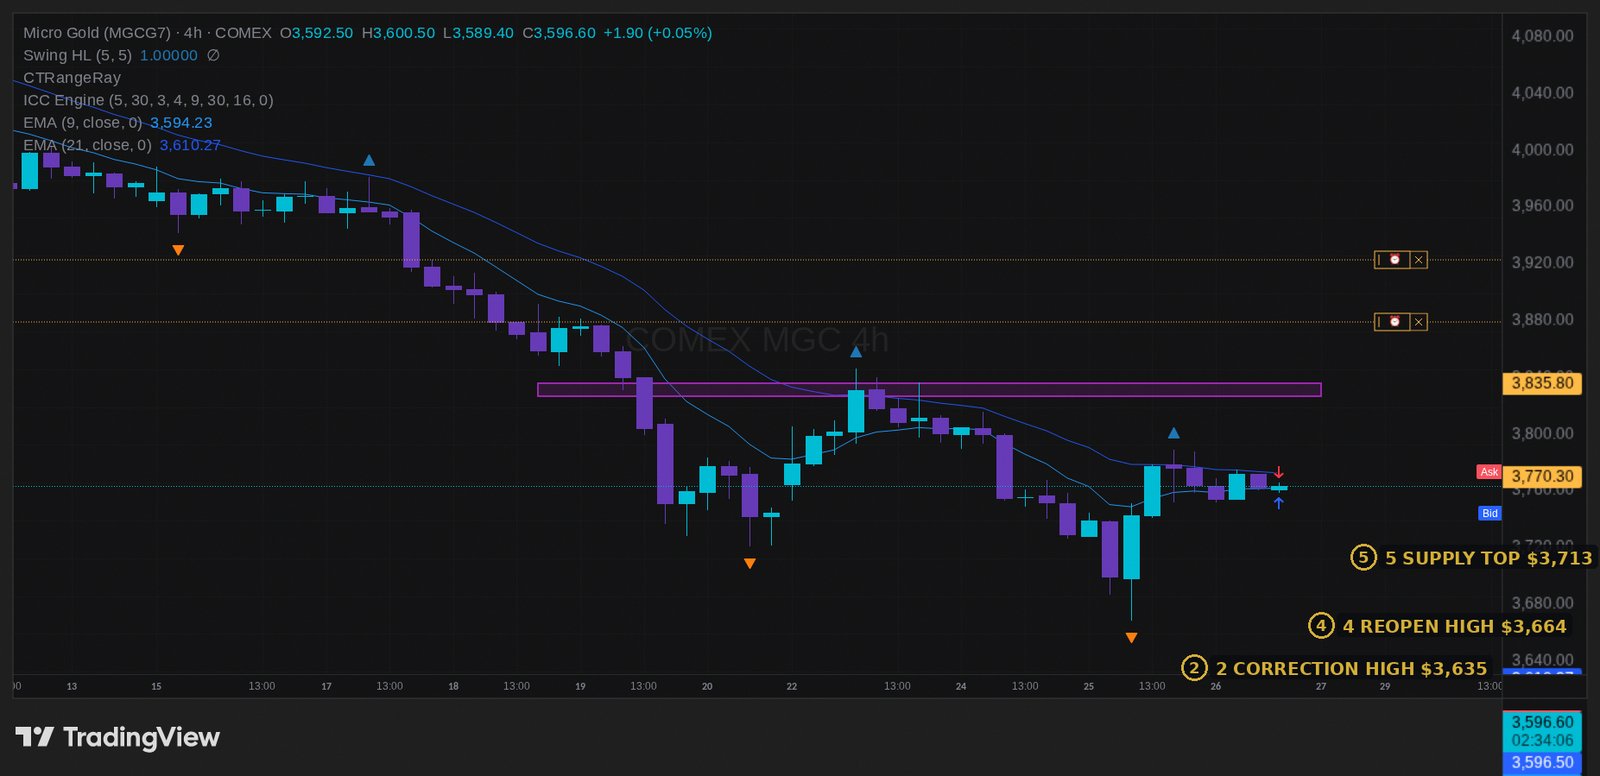 Micro Gold (MGCG7) · 4h · COMEX O3,592.50 H3,600.50 L3,589.40 C3,596.60 +1.90 (+0.05%)
Swing HL (5, 5) 1.00000 ∅
CTRangeRay
ICC Engine (5, 30, 3, 4, 9, 30, 16, 0)
EMA (9, close, 0) 3,594.23
EMA (21, close, 0) 3,610.27
COMEX MGC 4h
4,080.00
4,040.00
4,000.00
3,960.00
3,920.00
3,880.00
3,835.80
3,800.00
Ask
3,770.30
3,760.00
Bid
5 5 SUPPLY TOP $3,713
3,680.00
4 4 REOPEN HIGH $3,664
3,640.00
2 2 CORRECTION HIGH $3,635
00 13 15 13:00 17 13:00 18 13:00 19 13:00 20 22 13:00 24 13:00 25 13:00 26 27 29 13:00
TradingView
3,596.60
02:34:06
3,596.50